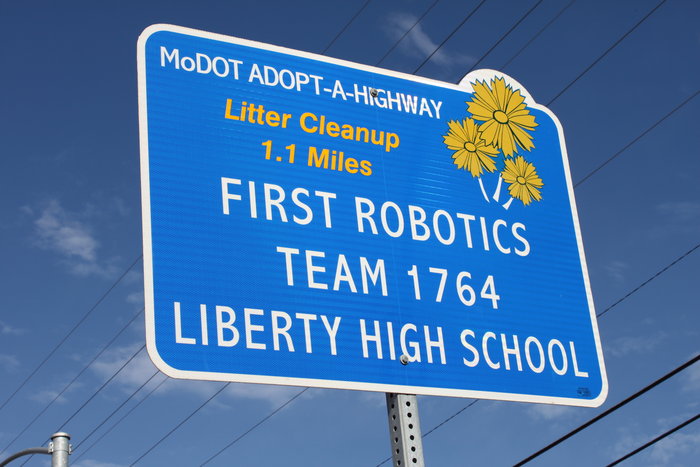 MoDOT ADOPT-A-HIGHWAY
Litter Cleanup
1.1 Miles
FIRST ROBOTICS
TEAM 1764
LIBERTY HIGH SCHOOL